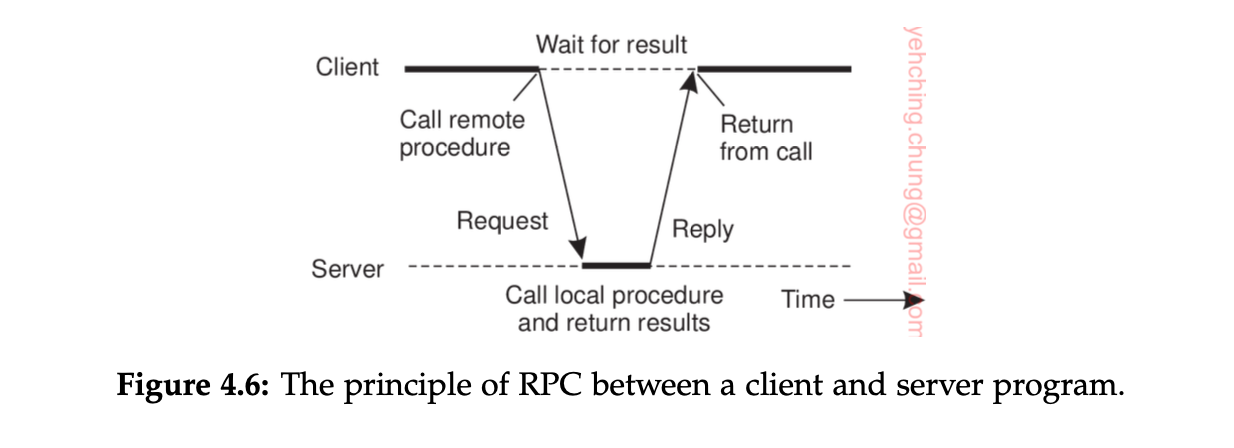 Wait for result
Client
Call remote
procedure
Return
from call
Request
Reply
Server
Call local procedure
and return results
Time
yehching.chung@gmail.com
Figure 4.6: The principle of RPC between a client and server program.